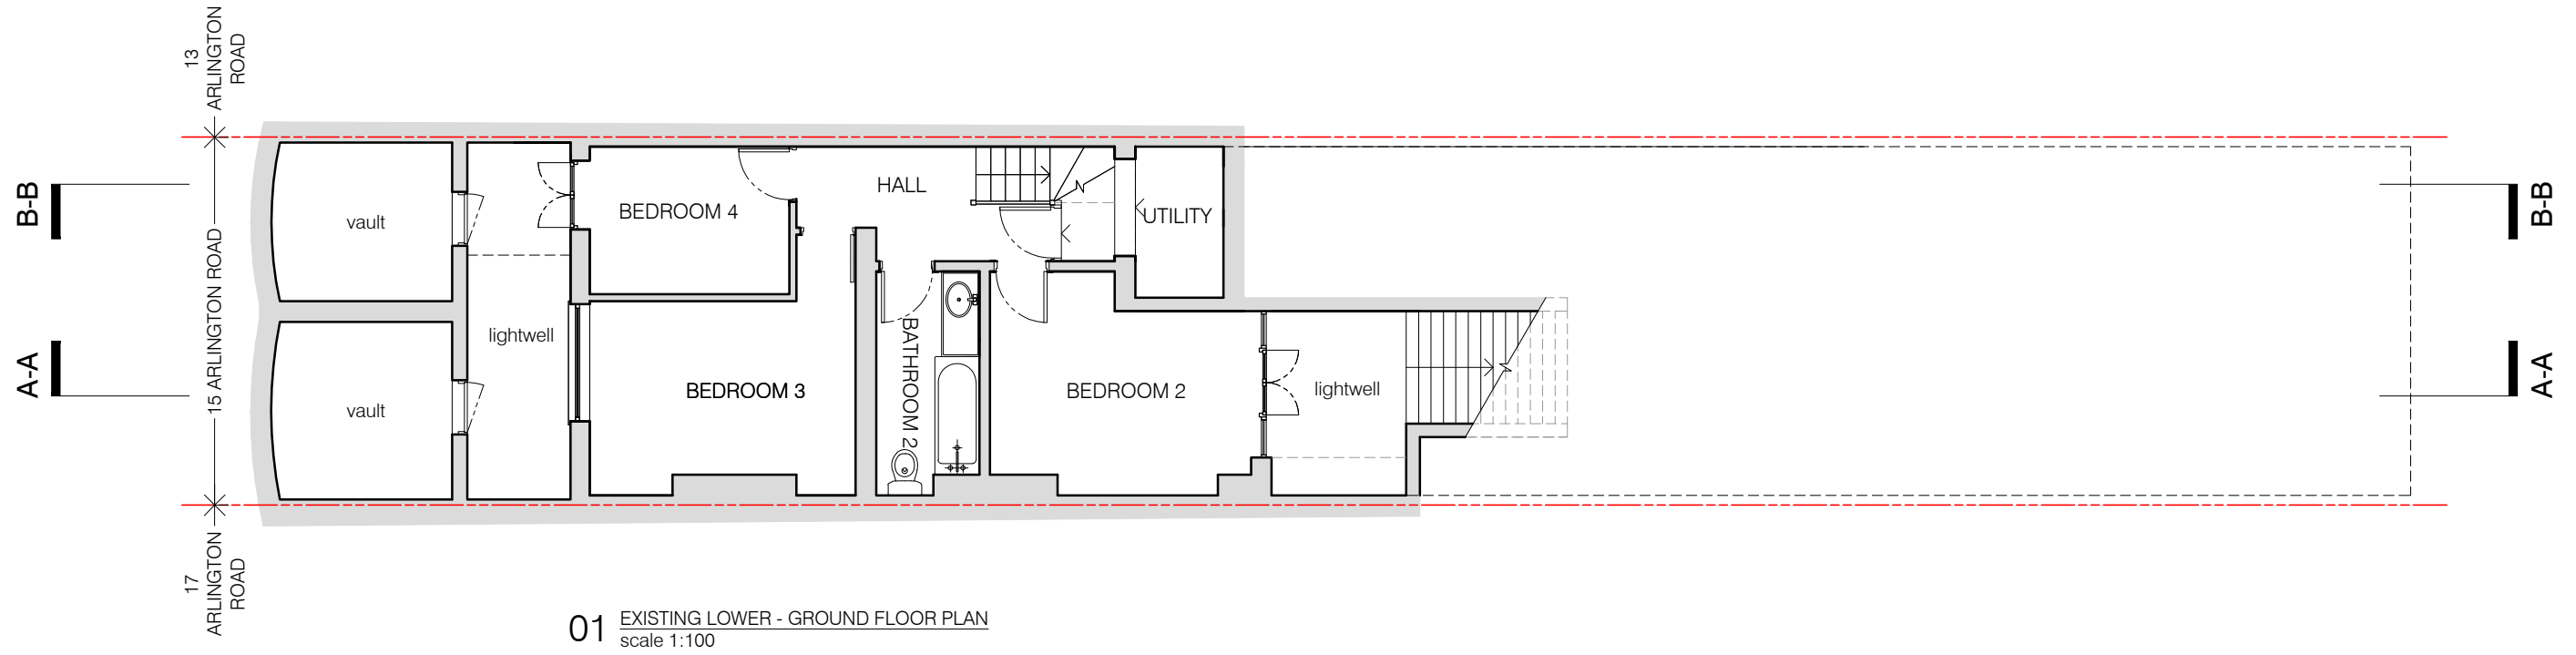 13
ARLINGTON
ROAD
B-B
B-B
HALL
BEDROOM 4
UTILITY
vault
15 ARLINGTON ROAD
lightwell
A-A
A-A
BATHROOM 2
BEDROOM 3
BEDROOM 2
lightwell
vault
17
ARLINGTON
ROAD
01 EXISTING LOWER - GROUND FLOOR PLAN
scale 1:100